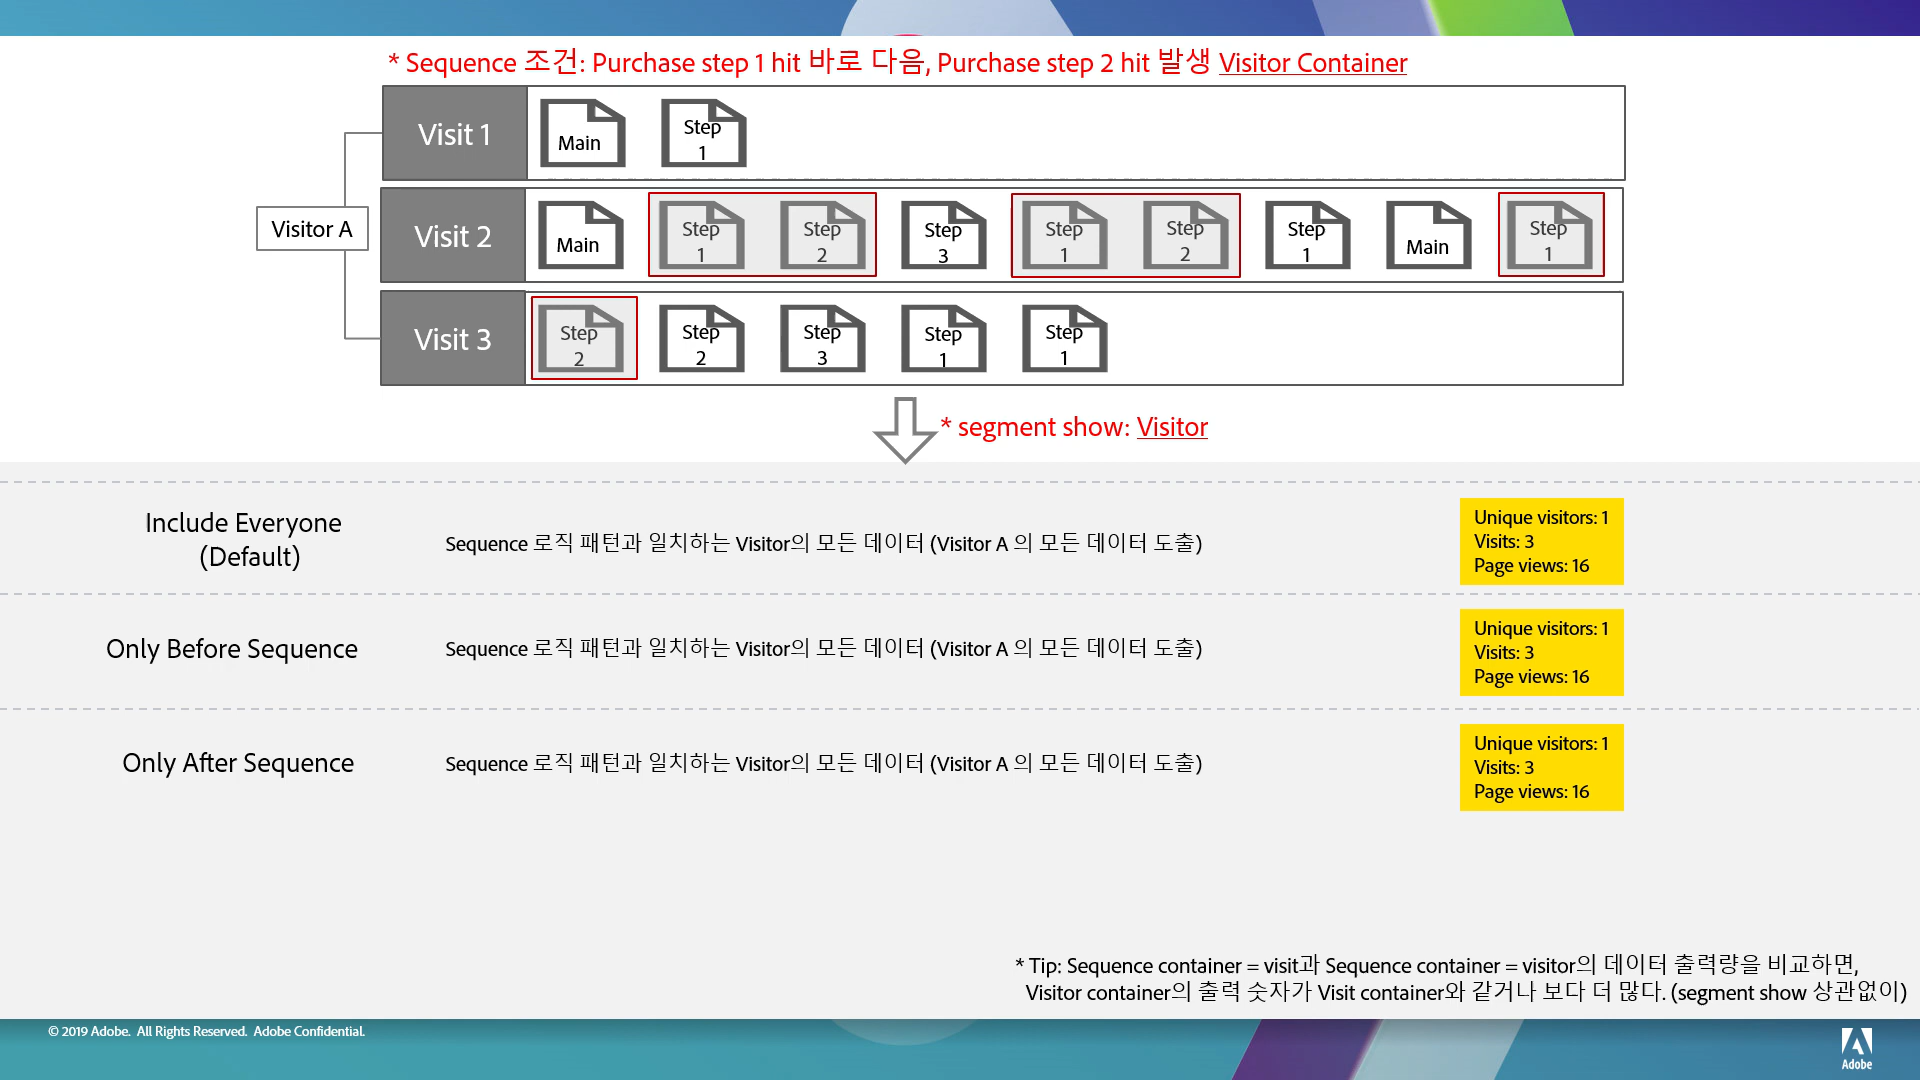 * Sequence 조건: Purchase step 1 hit 바로 다음, Purchase step 2 hit 발생 Visitor Container
Visitor A
Visit 1
Main
Step
1
Visit 2
Main
Step
1
Step
2
Step
3
Step
1
Step
2
Step
1
Main
Step
1
Visit 3
Step
2
Step
2
Step
3
Step
1
Step
1
* segment show: Visitor
Include Everyone
(Default)
Sequence 로직 패턴과 일치하는 Visitor의 모든 데이터 (Visitor A 의 모든 데이터 도출)
Unique visitors: 1
Visits: 3
Page views: 16
Only Before Sequence
Sequence 로직 패턴과 일치하는 Visitor의 모든 데이터 (Visitor A 의 모든 데이터 도출)
Unique visitors: 1
Visits: 3
Page views: 16
Only After Sequence
Sequence 로직 패턴과 일치하는 Visitor의 모든 데이터 (Visitor A 의 모든 데이터 도출)
Unique visitors: 1
Visits: 3
Page views: 16
* Tip: Sequence container = visit과 Sequence container = visitor의 데이터 출력량을 비교하면,
Visitor container의 출력 숫자가 Visit container와 같거나 보다 더 많다. (segment show 상관없이)
© 2019 Adobe. All Rights Reserved. Adobe Confidential.
Adobe